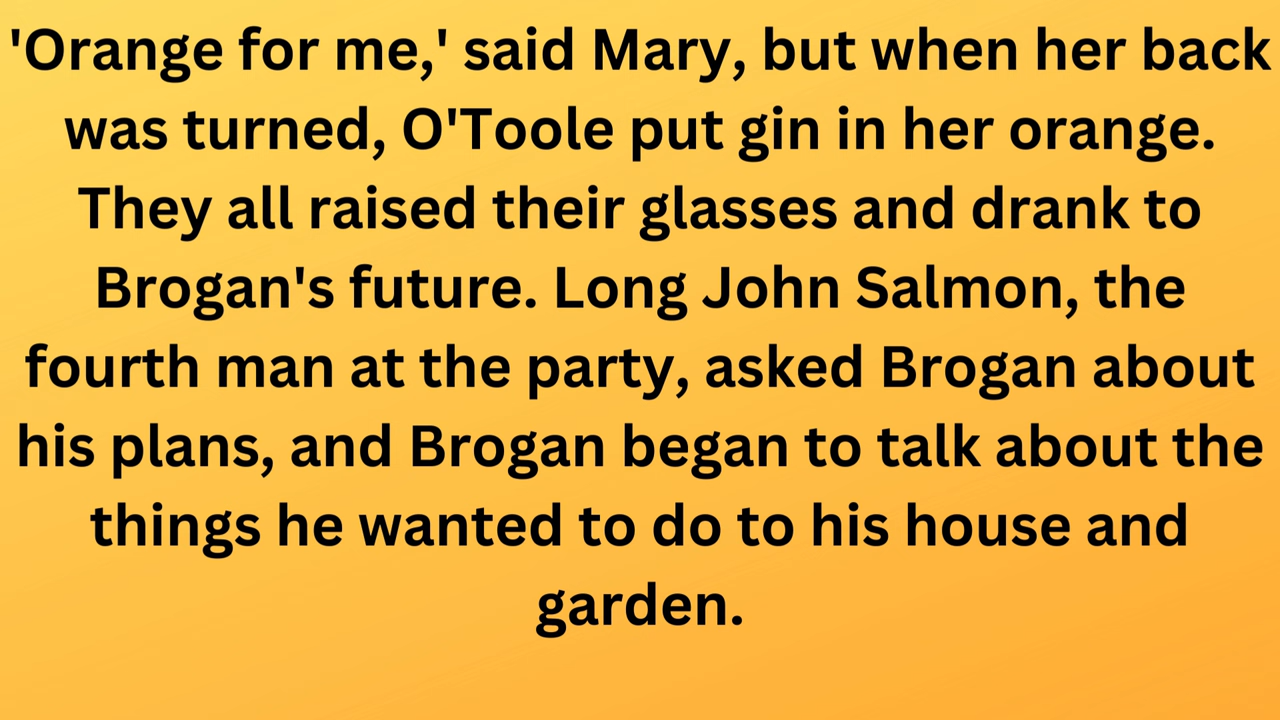 'Orange for me,' said Mary, but when her back
was turned, O'Toole put gin in her orange.
They all raised their glasses and drank to
Brogan's future. Long John Salmon, the
fourth man at the party, asked Brogan about
his plans, and Brogan began to talk about the
things he wanted to do to his house and
garden.